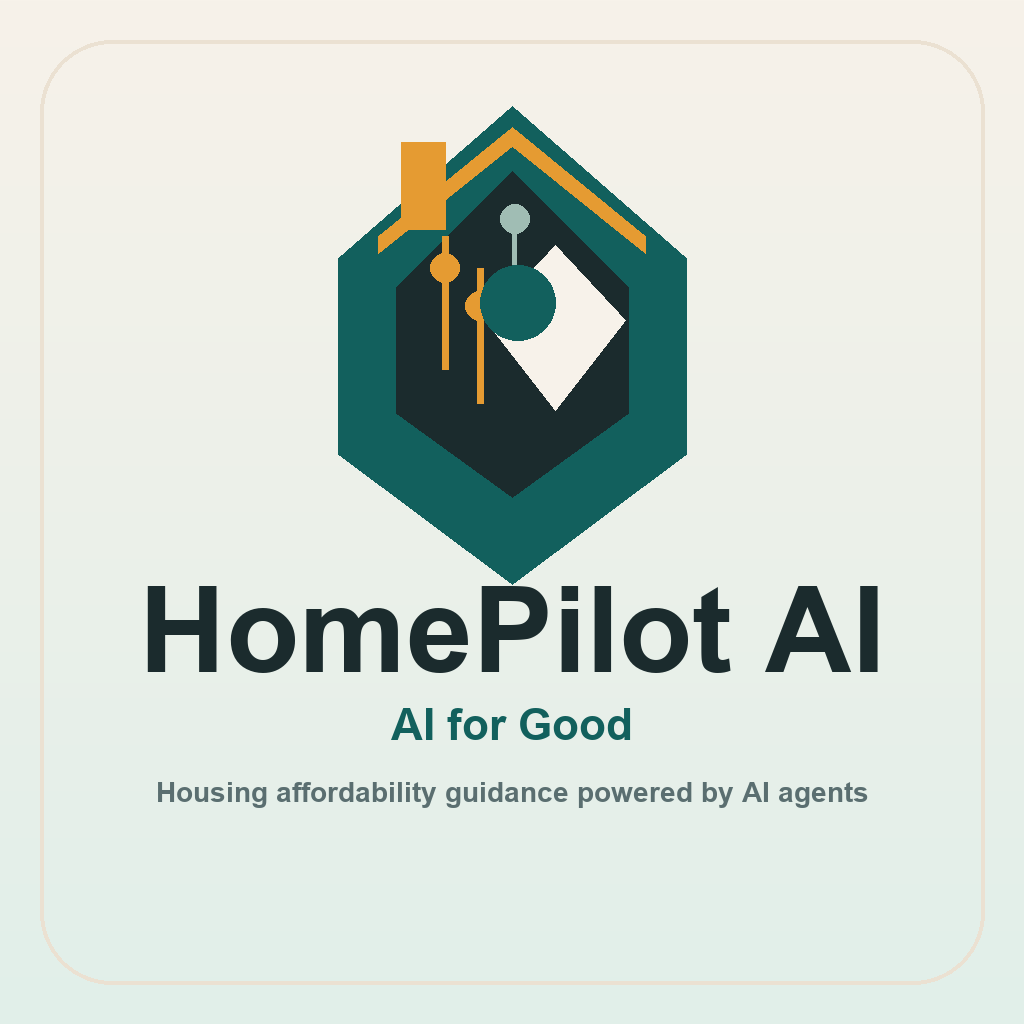 HomePilot AI
AI for Good
Housing affordability guidance powered by AI agents